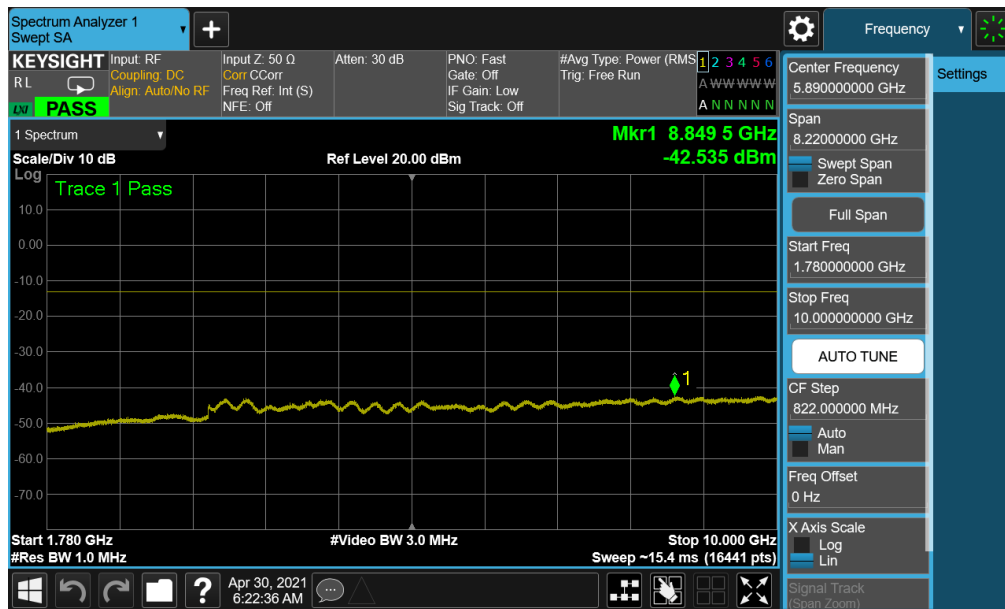 Spectrum Analyzer 1
Swept SA
+
Frequency
KEYSIGHT
R L
LXI
PASS
Input: RF
Coupling: DC
Align: Auto/No RF
Input Z: 50 Ω
Corr CCorr
Freq Ref: Int (S)
NFE: Off
Atten: 30 dB
PNO: Fast
Gate: Off
IF Gain: Low
Sig Track: Off
#Avg Type: Power (RMS
Trig: Free Run
1 2 3 4 5 6
A W W W W W
A N N N N N
1 Spectrum
Mkr1 8.849 5 GHz
Scale/Div 10 dB
Ref Level 20.00 dBm
-42.535 dBm
Log
Trace 1 Pass
10.0
0.00
-10.0
-20.0
-30.0
-40.0
-50.0
-60.0
-70.0
1
Start 1.780 GHz
#Video BW 3.0 MHz
Stop 10.000 GHz
#Res BW 1.0 MHz
Sweep ~15.4 ms (16441 pts)
?
Apr 30, 2021
6:22:36 AM
Center Frequency
5.890000000 GHz
Settings
Span
8.22000000 GHz
Swept Span
Zero Span
Full Span
Start Freq
1.780000000 GHz
Stop Freq
10.000000000 GHz
AUTO TUNE
CF Step
822.000000 MHz
Auto
Man
Freq Offset
0 Hz
X Axis Scale
Log
Lin
Signal Track
(Span Zoom)